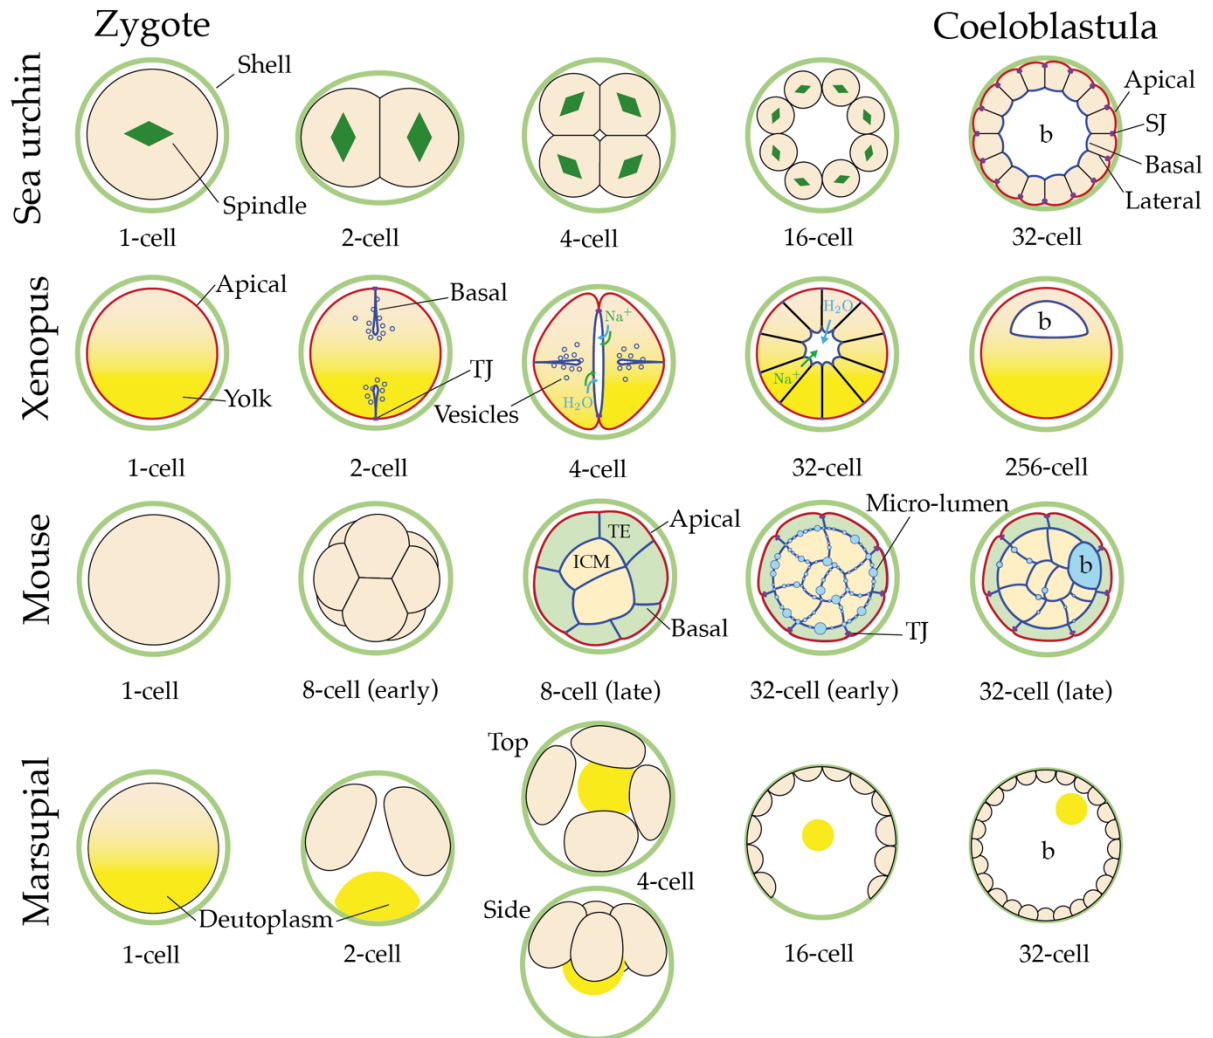 Zygote
Coeloblastula
Sea urchin
Shell
Spindle
Apical
SJ
Basal
Lateral
b
1-cell
2-cell
4-cell
16-cell
32-cell
Xenopus
Apical
Yolk
Basal
TJ
Vesicles
Na⁺
H₂O
H₂O
Na⁺
b
1-cell
2-cell
4-cell
32-cell
256-cell
Mouse
TE
ICM
Apical
Basal
Micro-lumen
TJ
b
1-cell
8-cell (early)
8-cell (late)
32-cell (early)
32-cell (late)
Marsupial
Deutoplasm
Top
4-cell
Side
b
1-cell
2-cell
16-cell
32-cell